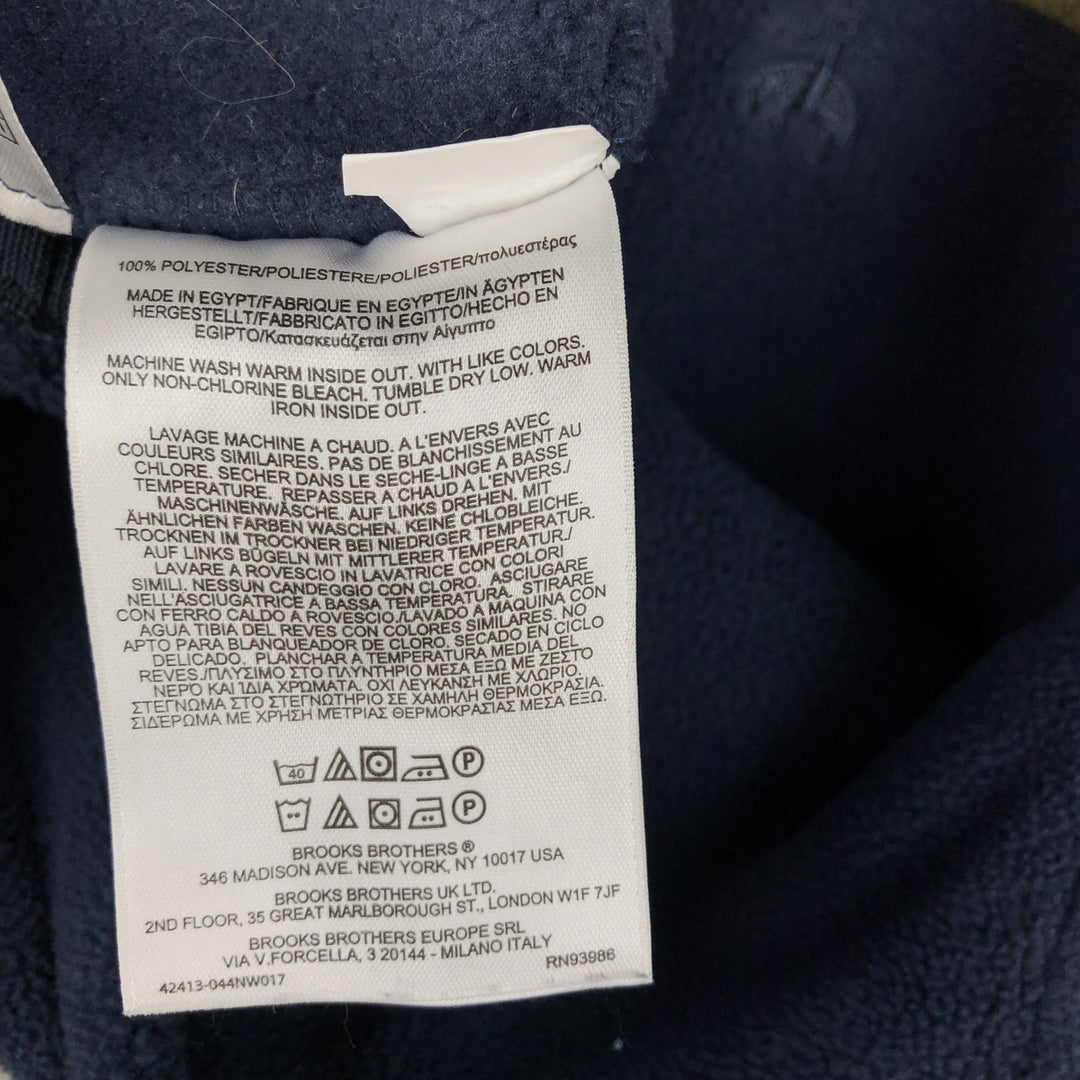 100% POLYESTER/POLIESTERE/POLIESTER/πολυεστέρας
MADE IN EGYPT/FABRIQUE EN EGYPTE/IN ÄGYPTEN
HERGESTELLT/FABBRICATO IN EGITTO/HECHO EN
EGIPTO/Κατασκευάζεται στην Αίγυπτο
MACHINE WASH WARM INSIDE OUT. WITH LIKE COLORS.
ONLY NON-CHLORINE BLEACH. TUMBLE DRY LOW. WARM
IRON INSIDE OUT.
LAVAGE MACHINE A CHAUD. A L'ENVERS AVEC
COULEURS SIMILAIRES. PAS DE BLANCHISSEMENT AU
CHLORE. SECHER DANS LE SECHE-LINGE A BASSE
TEMPERATURE. REPASSER A CHAUD A L'ENVERS./
MASCHINENWÄSCHE. AUF LINKS DREHEN. MIT
ÄHNLICHEN FARBEN WASCHEN. KEINE CHLOBLEICHE.
TROCKNEN IM TROCKNER BEI NIEDRIGER TEMPERATUR.
AUF LINKS BÜGELN MIT MITTLERER TEMPERATUR./
LAVARE A ROVESCIO IN LAVATRICE CON COLORI
SIMILI. NESSUN CANDEGGIO CON CLORO. ASCIUGARE
NELL'ASCIUGATRICE A BASSA TEMPERATURA. STIRARE
CON FERRO CALDO A ROVESCIO./LAVADO A MAQUINA CON
AGUA TIBIA DEL REVES CON COLORES SIMILARES. NO
APTO PARA BLANQUEADOR DE CLORO. SECADO EN CICLO
DELICADO. PLANCHAR A TEMPERATURA MEDIA DEL
REVES./ΠΛΥΣΙΜΟ ΣΤΟ ΠΛΥΝΤΗΡΙΟ ΜΕΣΑ ΕΞΩ ΜΕ ΖΕΣΤΟ
ΝΕΡΌ ΚΑΙ ΊΔΙΑ ΧΡΏΜΑΤΑ. ΟΧΙ ΛΕΥΚΑΝΣΗ ΜΕ ΧΛΩΡΙΟ.
ΣΤΕΓΝΩΜΑ ΣΤΟ ΣΤΕΓΝΩΤΗΡΙΟ ΣΕ ΧΑΜΗΛΗ ΘΕΡΜΟΚΡΑΣΙΑ.
ΣΙΔΈΡΩΜΑ ΜΕ ΧΡΉΣΗ ΜΈΤΡΙΑΣ ΘΕΡΜΟΚΡΑΣΙΑΣ ΜΕΣΑ ΕΞΩ.
40 P
P
BROOKS BROTHERS ®
346 MADISON AVE. NEW YORK, NY 10017 USA
BROOKS BROTHERS UK LTD.
2ND FLOOR, 35 GREAT MARLBOROUGH ST., LONDON W1F 7JF
BROOKS BROTHERS EUROPE SRL
VIA V.FORCELLA, 3 20144 - MILANO ITALY
RN93986
42413-044NW017